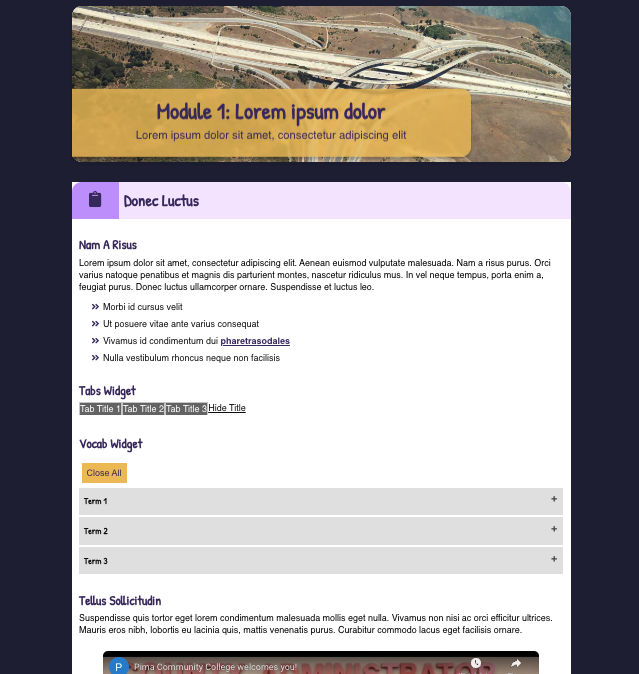 Module 1: Lorem ipsum dolor
Lorem ipsum dolor sit amet, consectetur adipiscing elit
Donec Luctus
Nam A Risus
Lorem ipsum dolor sit amet, consectetur adipiscing elit. Aenean euismod vulputate malesuada. Nam a risus purus. Orci
varius natoque penatibus et magnis dis parturient montes, nascetur ridiculus mus. In vel neque tempus, porta enim a,
feugiat purus. Donec luctus ullamcorper ornare. Suspendisse et luctus leo.
Morbi id cursus velit
Ut posuere vitae ante varius consequat
Vivamus id condimentum dui pharetrasodales
Nulla vestibulum rhoncus neque non facilisis
Tabs Widget
Tab Title 1 Tab Title 2 Tab Title 3 Hide Title
Vocab Widget
Close All
Term 1 +
Term 2 +
Term 3 +
Tellus Sollicitudin
Suspendisse quis tortor eget lorem condimentum malesuada mollis eget nulla. Vivamus non nisi ac orci efficitur ultrices.
Mauris eros nibh, lobortis eu lacinia quis, mattis venenatis purus. Curabitur commodo lacus eget facilisis ornare.
P Pima Community College welcomes you!